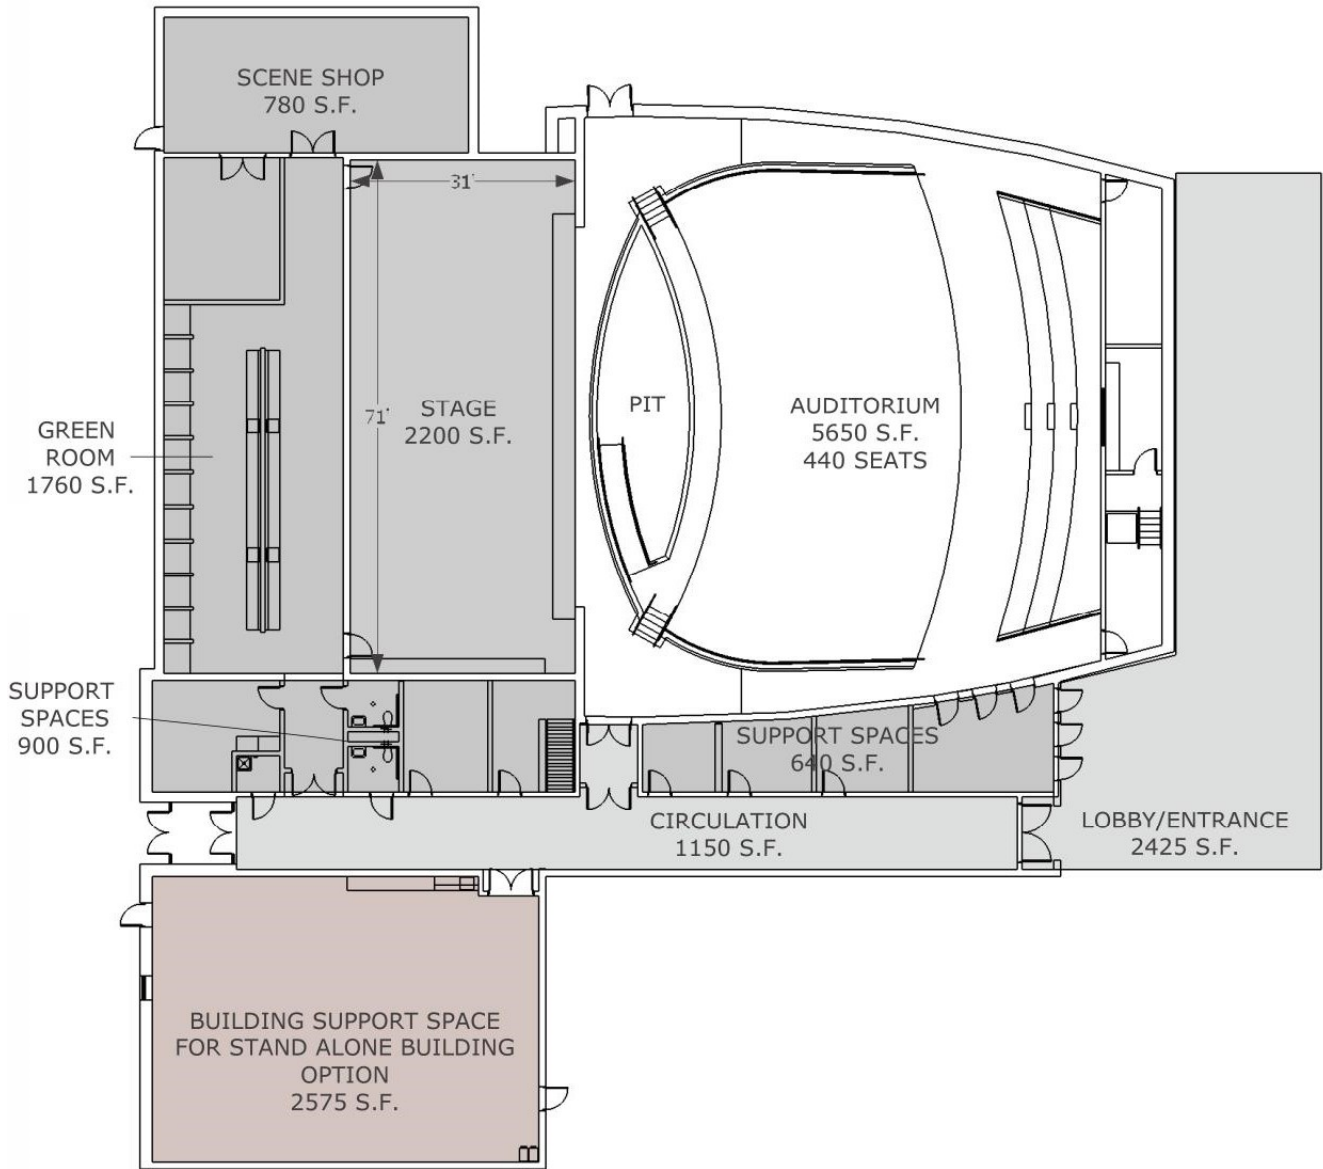 SCENE SHOP
780 S.F.
31'
71'
STAGE
2200 S.F.
PIT
AUDITORIUM
5650 S.F.
440 SEATS
GREEN
ROOM
1760 S.F.
SUPPORT
SPACES
900 S.F.
SUPPORT SPACES
640 S.F.
CIRCULATION
1150 S.F.
LOBBY/ENTRANCE
2425 S.F.
BUILDING SUPPORT SPACE
FOR STAND ALONE BUILDING
OPTION
2575 S.F.